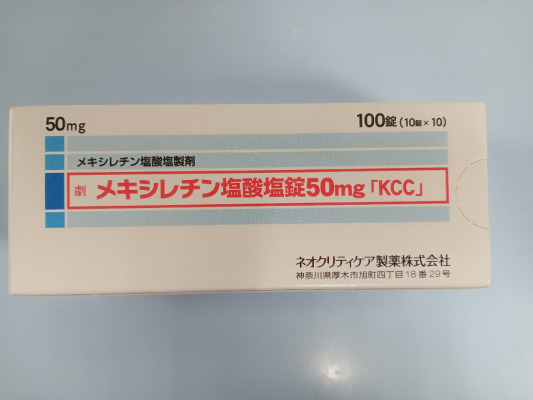 50mg
100錠(10錠×10)
メキシレチン塩酸塩製剤
劇 メキシレチン塩酸塩錠50mg「KCC」
ネオクリティケア製薬株式会社
神奈川県厚木市旭町四丁目18番29号